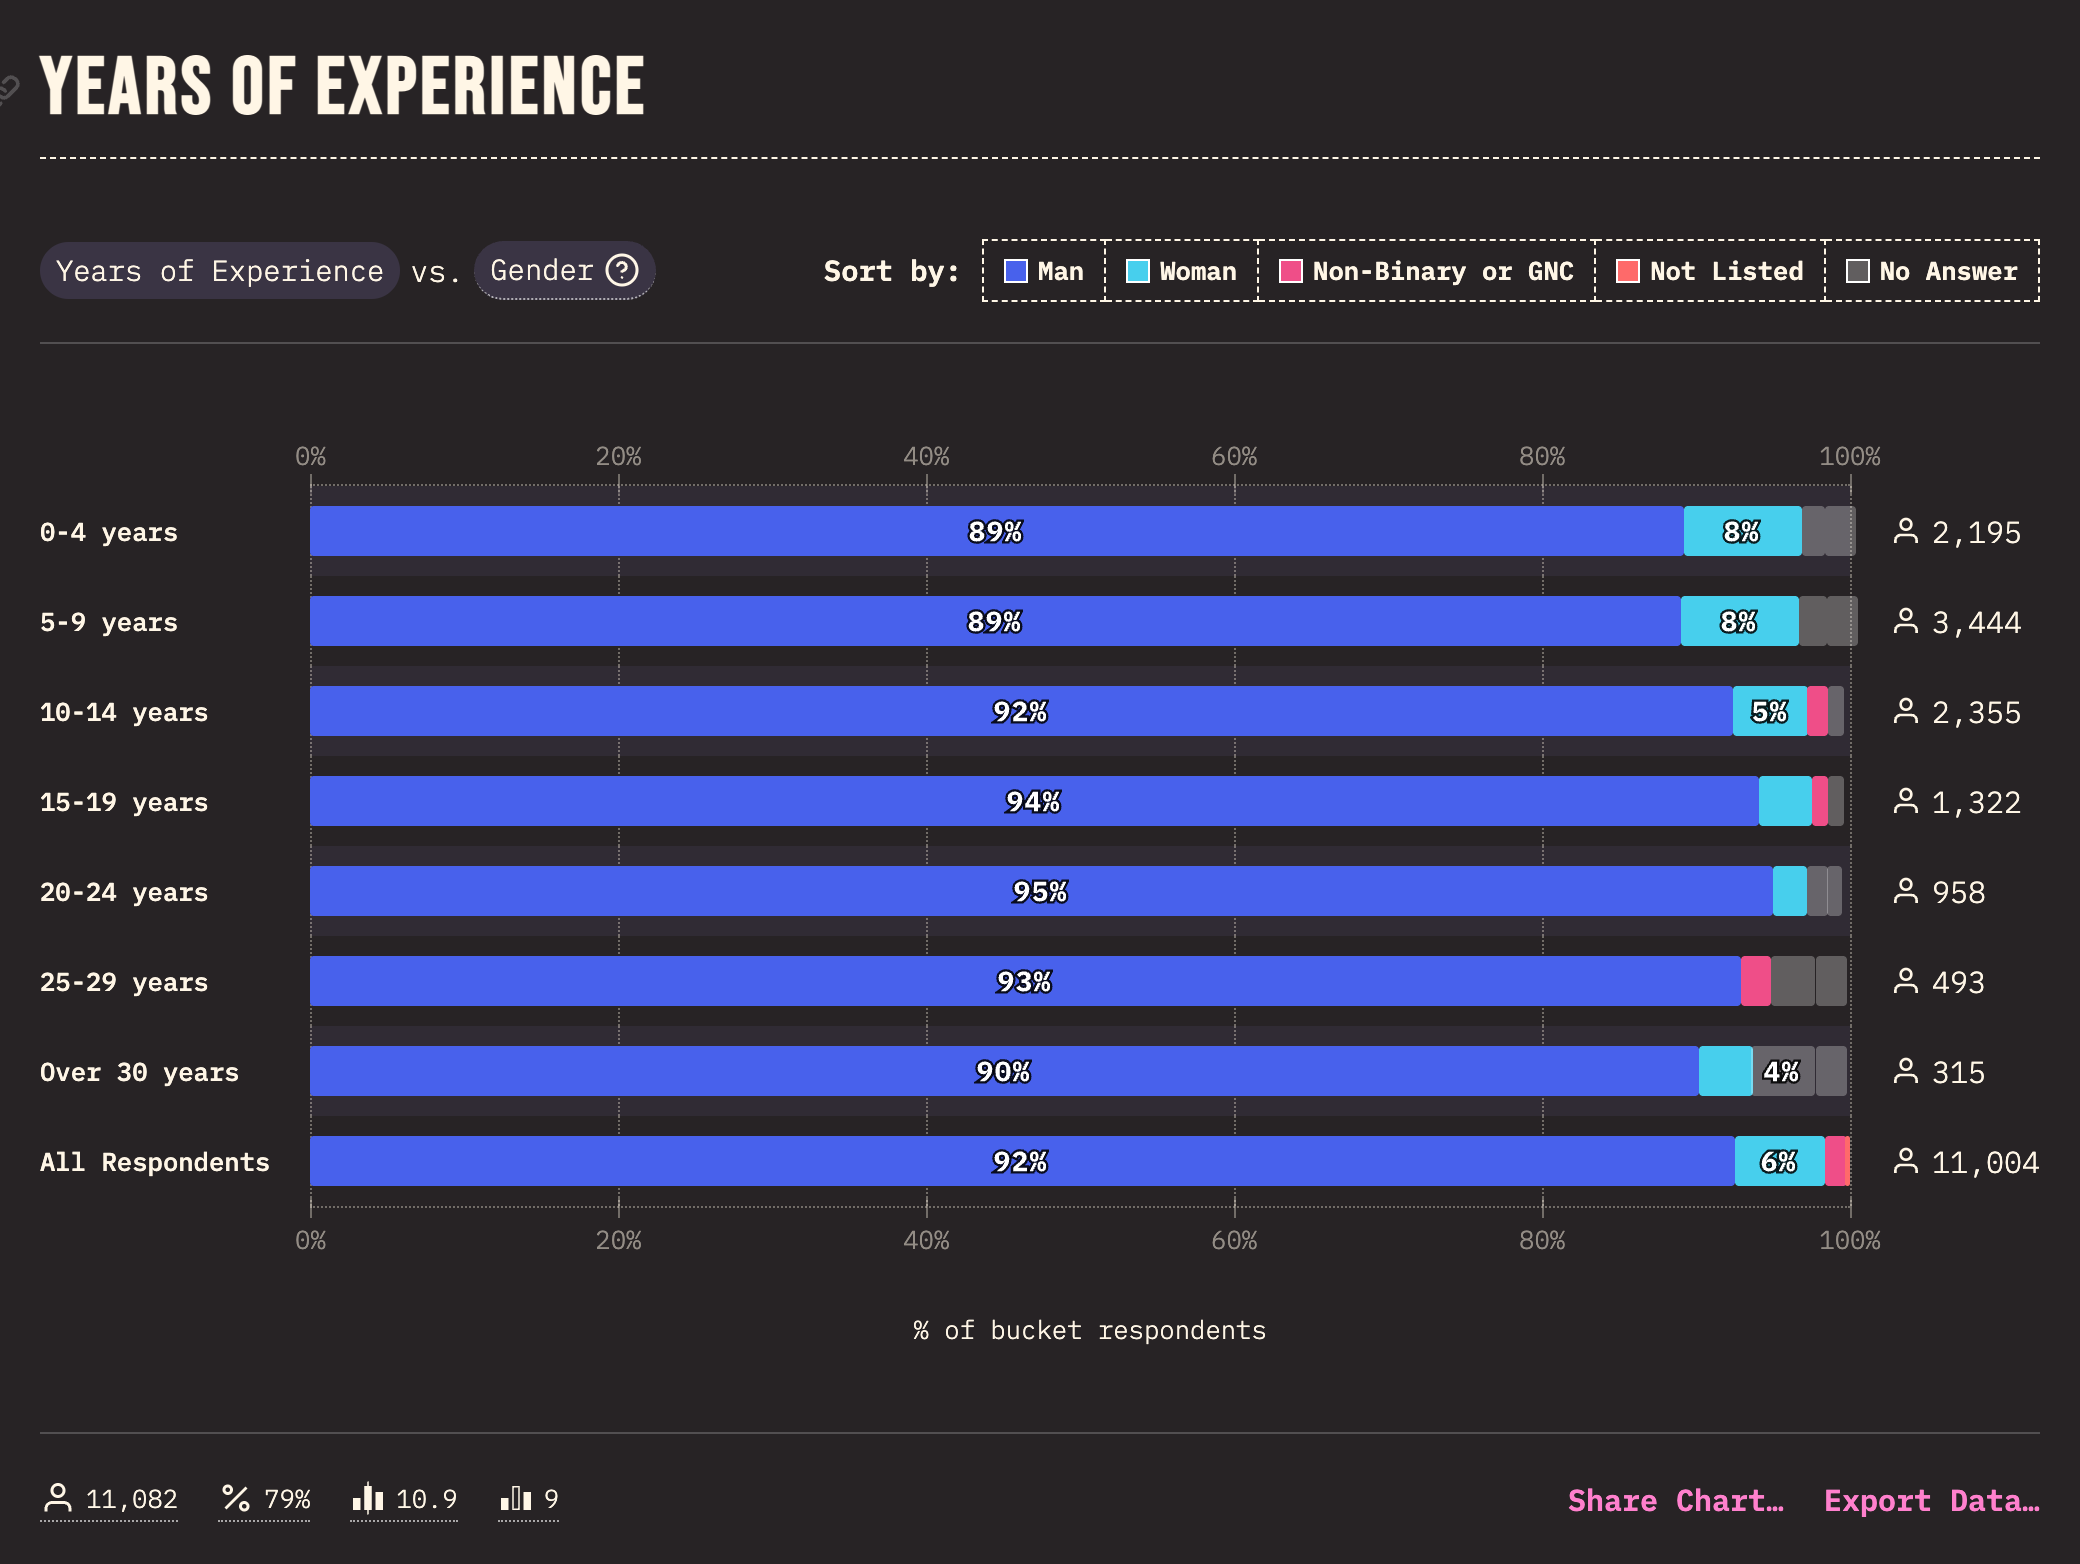 YEARS OF EXPERIENCE
Years of Experience vs. Gender ? Sort by: Man Woman Non-Binary or GNC Not Listed No Answer
0% 20% 40% 60% 80% 100%
0-4 years 89% 8% 2,195
5-9 years 89% 8% 3,444
10-14 years 92% 5% 2,355
15-19 years 94% 1,322
20-24 years 95% 958
25-29 years 93% 493
Over 30 years 90% 4% 315
All Respondents 92% 6% 11,004
0% 20% 40% 60% 80% 100%
% of bucket respondents
11,082 79% 10.9 9 Share Chart… Export Data…